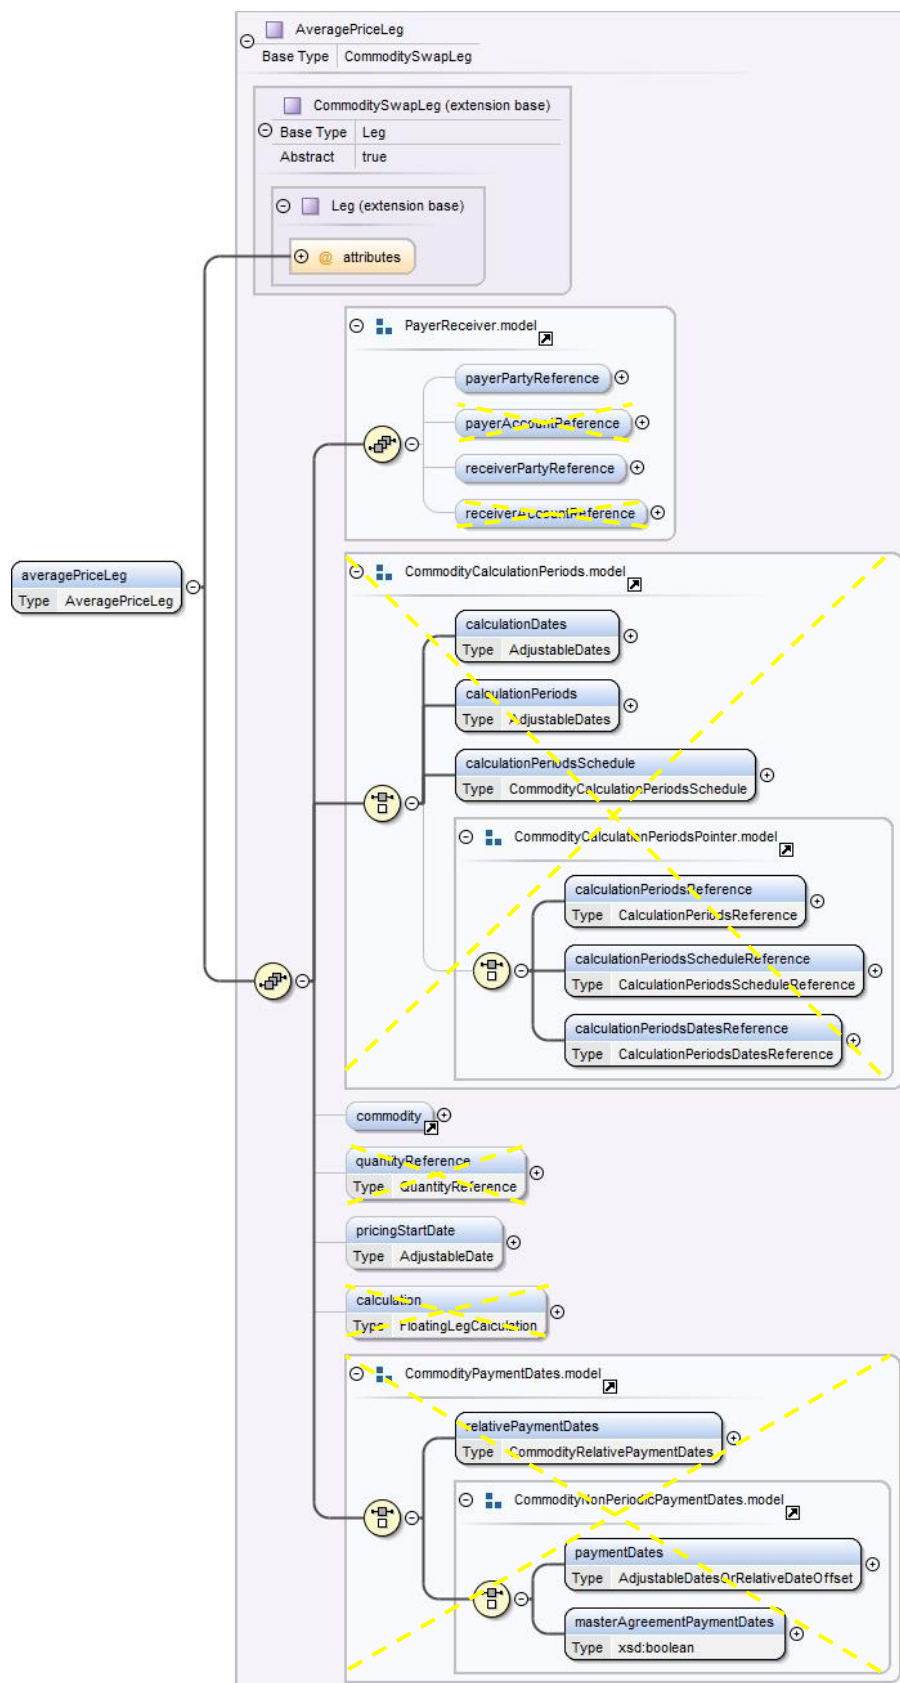 AveragePriceLeg
Base Type CommoditySwapLeg
CommoditySwapLeg (extension base)
Base Type Leg
Abstract true
Leg (extension base)
@ attributes
PayerReceiver.model
payerPartyReference
payerAccountReference
receiverPartyReference
receiverAccountReference
averagePriceLeg
Type AveragePriceLeg
CommodityCalculationPeriods.model
calculationDates
Type AdjustableDates
calculationPeriods
Type AdjustableDates
calculationPeriodsSchedule
Type CommodityCalculationPeriodsSchedule
CommodityCalculationPeriodsPointer.model
calculationPeriodsReference
Type CalculationPeriodsReference
calculationPeriodsScheduleReference
Type CalculationPeriodsScheduleReference
calculationPeriodsDatesReference
Type CalculationPeriodsDatesReference
commodity
quantityReference
Type QuantityReference
pricingStartDate
Type AdjustableDate
calculation
Type FloatingLegCalculation
CommodityPaymentDates.model
relativePaymentDates
Type CommodityRelativePaymentDates
CommodityNonPeriodicPaymentDates.model
paymentDates
Type AdjustableDatesOrRelativeDateOffset
masterAgreementPaymentDates
Type xsd:boolean